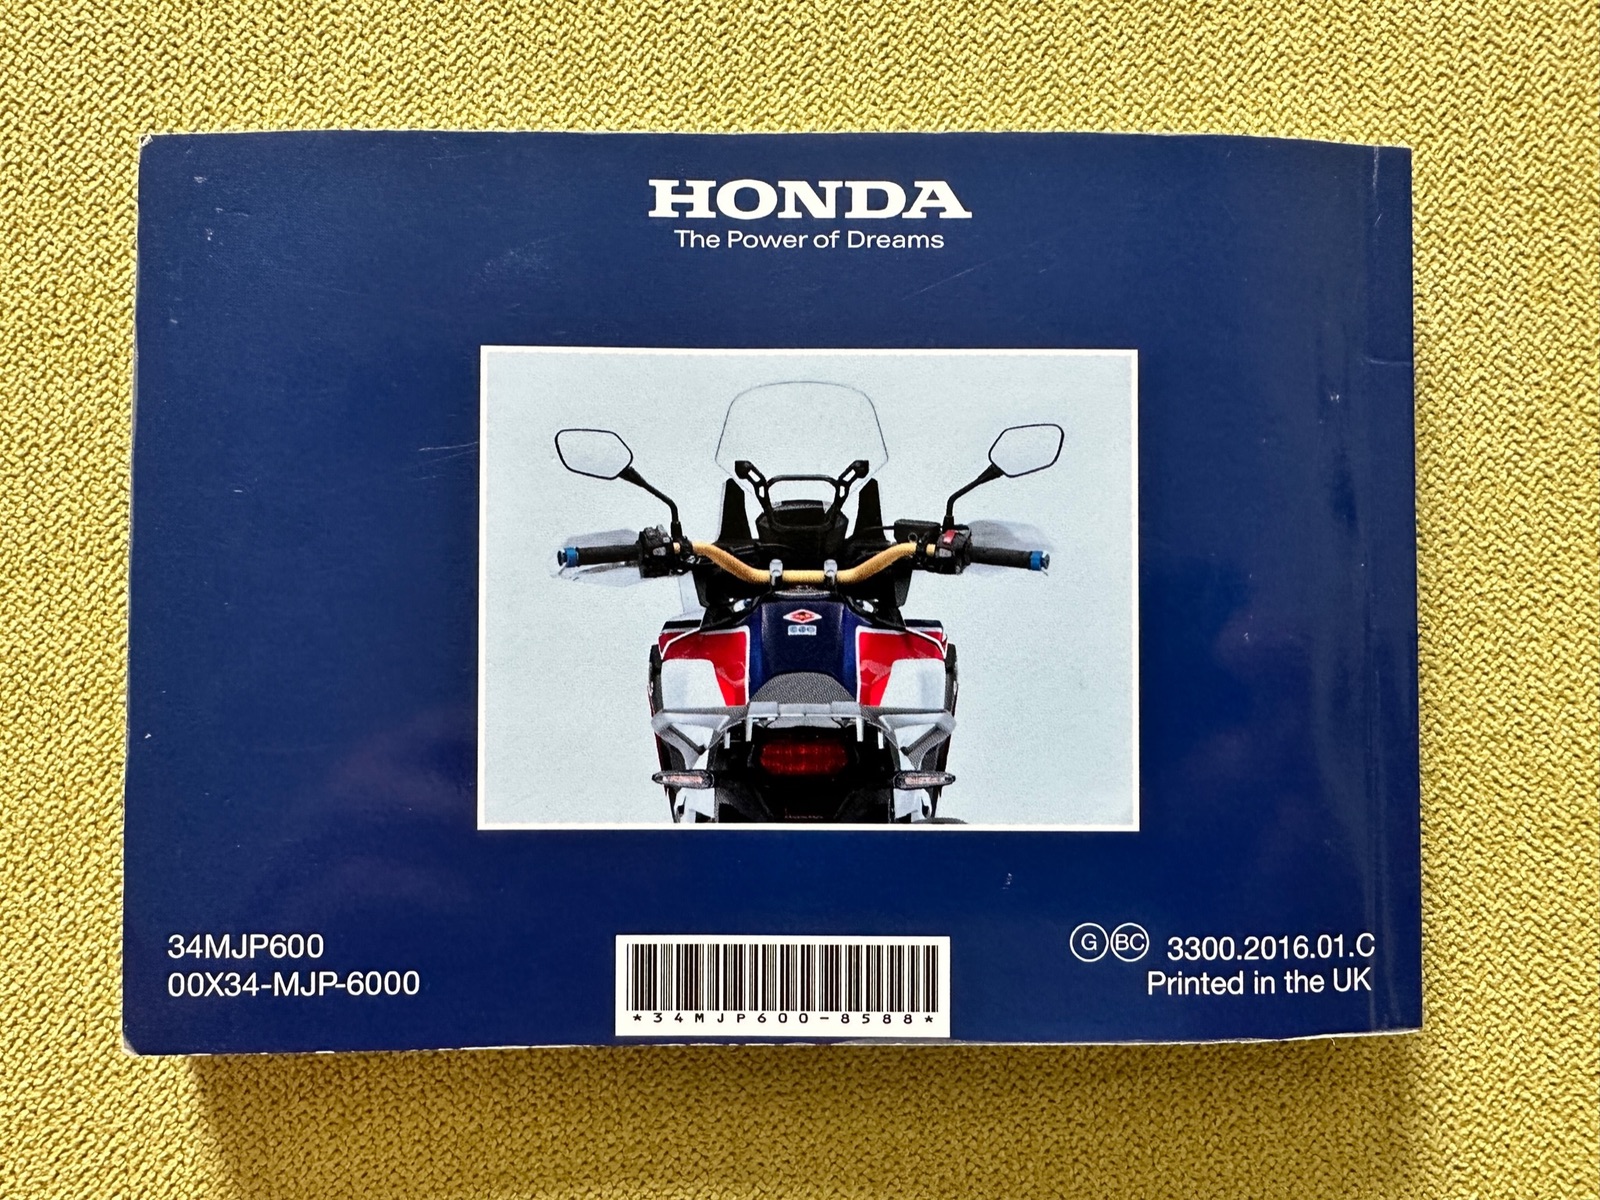 HONDA
The Power of Dreams
HONDA
34MJP600
00X34-MJP-6000
*34MJP600-8588*
G BC 3300.2016.01.C
Printed in the UK